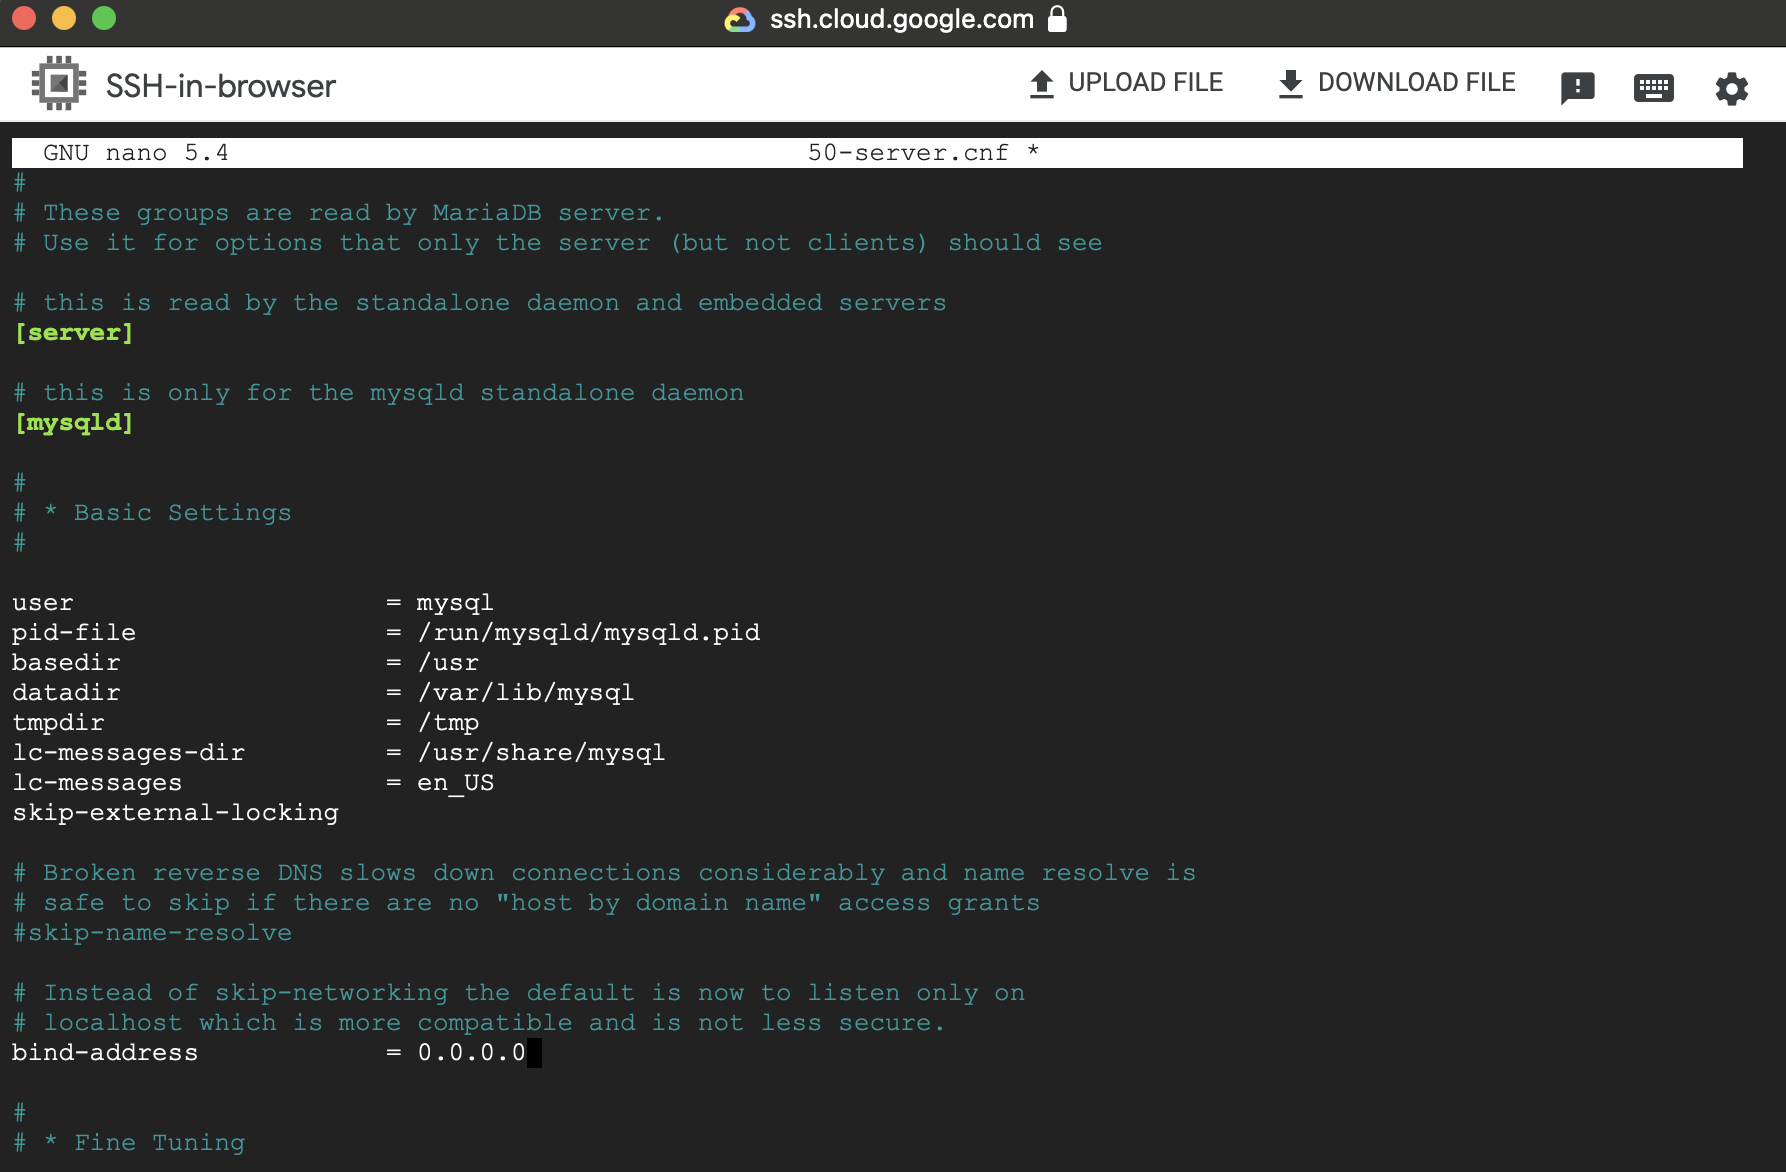 ssh.cloud.google.com
SSH-in-browser
UPLOAD FILE
DOWNLOAD FILE
GNU nano 5.4 50-server.cnf *
#
# These groups are read by MariaDB server.
# Use it for options that only the server (but not clients) should see
# this is read by the standalone daemon and embedded servers
[server]
# this is only for the mysqld standalone daemon
[mysqld]
#
# * Basic Settings
#
user = mysql
pid-file = /run/mysqld/mysqld.pid
basedir = /usr
datadir = /var/lib/mysql
tmpdir = /tmp
lc-messages-dir = /usr/share/mysql
lc-messages = en_US
skip-external-locking
# Broken reverse DNS slows down connections considerably and name resolve is
# safe to skip if there are no "host by domain name" access grants
#skip-name-resolve
# Instead of skip-networking the default is now to listen only on
# localhost which is more compatible and is not less secure.
bind-address = 0.0.0.0
#
# * Fine Tuning